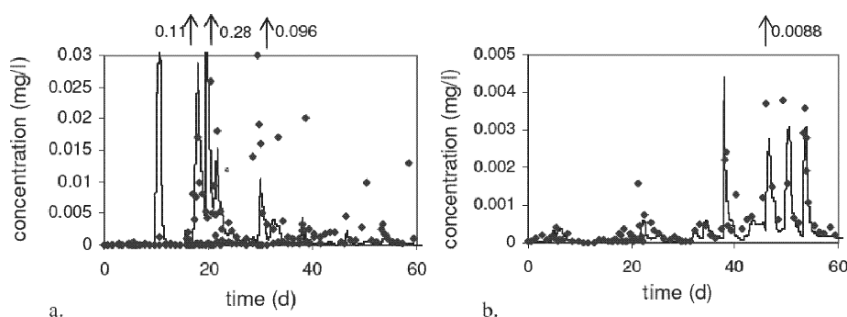 0.11 0.28 0.096
0.0088
concentration (mg/l)
0.03
0.025
0.02
0.015
0.01
0.005
0
0 20 40 60
time (d)
a.
concentration (mg/l)
0.005
0.004
0.003
0.002
0.001
0
0 20 40 60
time (d)
b.